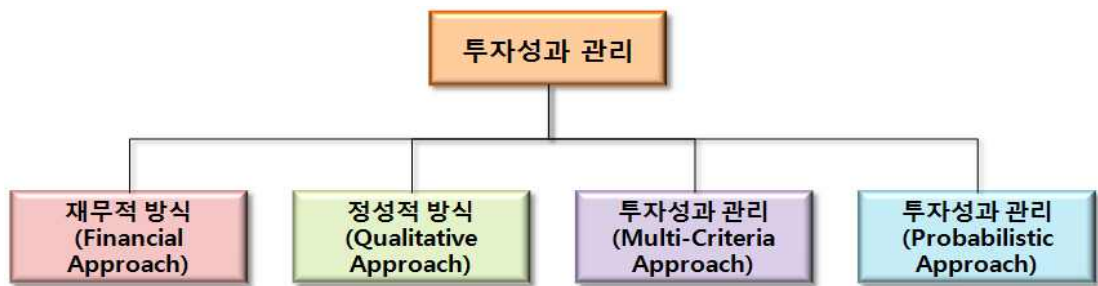 투자성과 관리
재무적 방식
(Financial
Approach)
정성적 방식
(Qualitative
Approach)
투자성과 관리
(Multi-Criteria
Approach)
투자성과 관리
(Probabilistic
Approach)